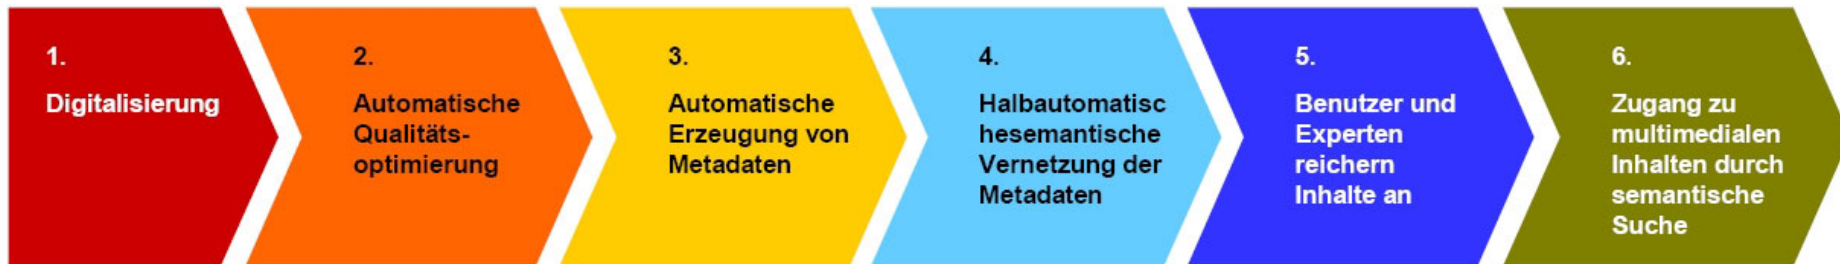 1.
Digitalisierung
2.
Automatische
Qualitäts-
optimierung
3.
Automatische
Erzeugung von
Metadaten
4.
Halbautomatisc
hesemantische
Vernetzung der
Metadaten
5.
Benutzer und
Experten
reichern
Inhalte an
6.
Zugang zu
multimedialen
Inhalten durch
semantische
Suche